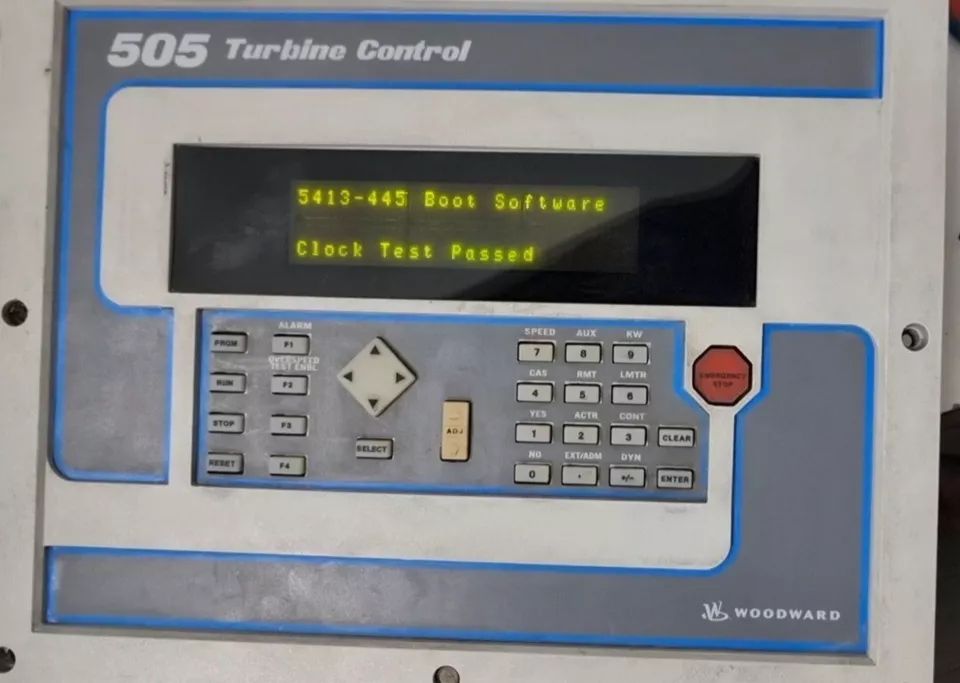 505 Turbine Control
5413-445 Boot Software
Clock Test Passed
ALARM
SPEED AUX KW
PRGM F1 7 8 9
OVERSPEED
TEST ENBL
CAS RMT LMTR
RUN F2 4 5 6
EMERGENCY
STOP
YES ACTR CONT
STOP F3 ADJ 1 2 3 CLEAR
SELECT
NO EXT/ADM DYN
RESET F4 0 . +/- ENTER
W WOODWARD